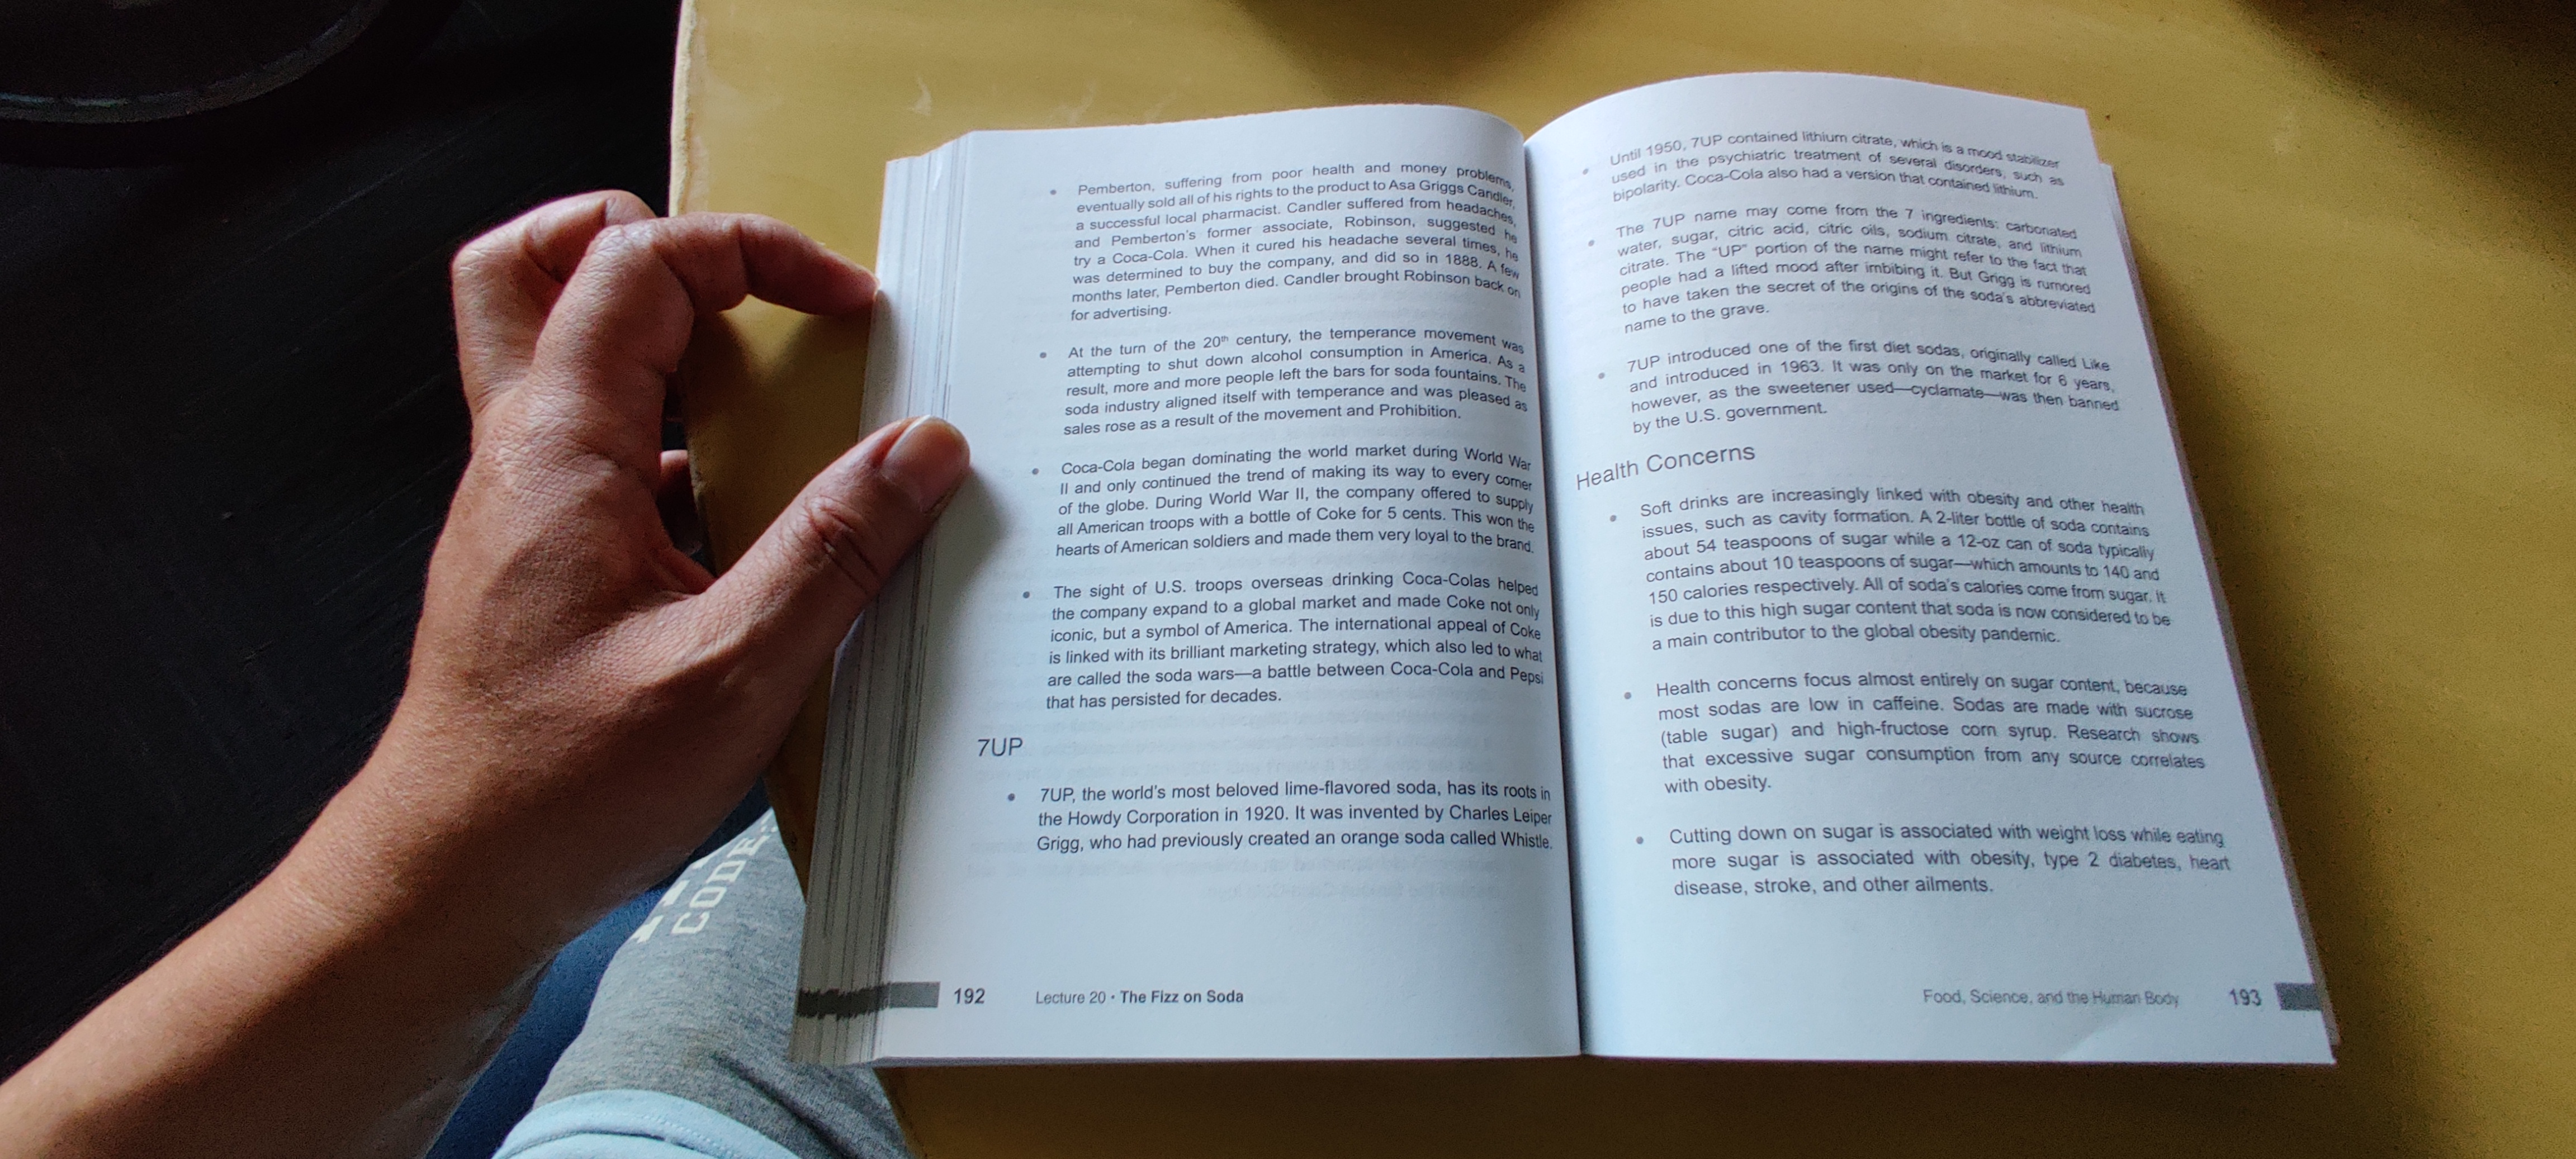 Pemberton, suffering from poor health and money problems,
eventually sold all of his rights to the product to Asa Griggs Candler,
a successful local pharmacist. Candler suffered from headaches,
and Pemberton's former associate, Robinson, suggested he
try a Coca-Cola. When it cured his headache several times, he
was determined to buy the company, and did so in 1888. A few
months later, Pemberton died. Candler brought Robinson back on
for advertising.
At the turn of the 20th century, the temperance movement was
attempting to shut down alcohol consumption in America. As a
result, more and more people left the bars for soda fountains. The
soda industry aligned itself with temperance and was pleased as
sales rose as a result of the movement and Prohibition.
Coca-Cola began dominating the world market during World War
II and only continued the trend of making its way to every corner
of the globe. During World War II, the company offered to supply
all American troops with a bottle of Coke for 5 cents. This won the
hearts of American soldiers and made them very loyal to the brand.
The sight of U.S. troops overseas drinking Coca-Colas helped
the company expand to a global market and made Coke not only
iconic, but a symbol of America. The international appeal of Coke
is linked with its brilliant marketing strategy, which also led to what
are called the soda wars—a battle between Coca-Cola and Pepsi
that has persisted for decades.
7UP
7UP, the world's most beloved lime-flavored soda, has its roots in
the Howdy Corporation in 1920. It was invented by Charles Leiper
Grigg, who had previously created an orange soda called Whistle.
192 Lecture 20 • The Fizz on Soda
Until 1950, 7UP contained lithium citrate, which is a mood stabilizer
used in the psychiatric treatment of several disorders, such as
bipolarity. Coca-Cola also had a version that contained lithium.
The 7UP name may come from the 7 ingredients: carbonated
water, sugar, citric acid, citric oils, sodium citrate, and lithium
citrate. The "UP" portion of the name might refer to the fact that
people had a lifted mood after imbibing it. But Grigg is rumored
to have taken the secret of the origins of the soda's abbreviated
name to the grave.
7UP introduced one of the first diet sodas, originally called Like
and introduced in 1963. It was only on the market for 6 years,
however, as the sweetener used—cyclamate—was then banned
by the U.S. government.
Health Concerns
Soft drinks are increasingly linked with obesity and other health
issues, such as cavity formation. A 2-liter bottle of soda contains
about 54 teaspoons of sugar while a 12-oz can of soda typically
contains about 10 teaspoons of sugar—which amounts to 140 and
150 calories respectively. All of soda's calories come from sugar. It
is due to this high sugar content that soda is now considered to be
a main contributor to the global obesity pandemic.
Health concerns focus almost entirely on sugar content, because
most sodas are low in caffeine. Sodas are made with sucrose
(table sugar) and high-fructose corn syrup. Research shows
that excessive sugar consumption from any source correlates
with obesity.
Cutting down on sugar is associated with weight loss while eating
more sugar is associated with obesity, type 2 diabetes, heart
disease, stroke, and other ailments.
Food, Science, and the Human Body 193
CODE